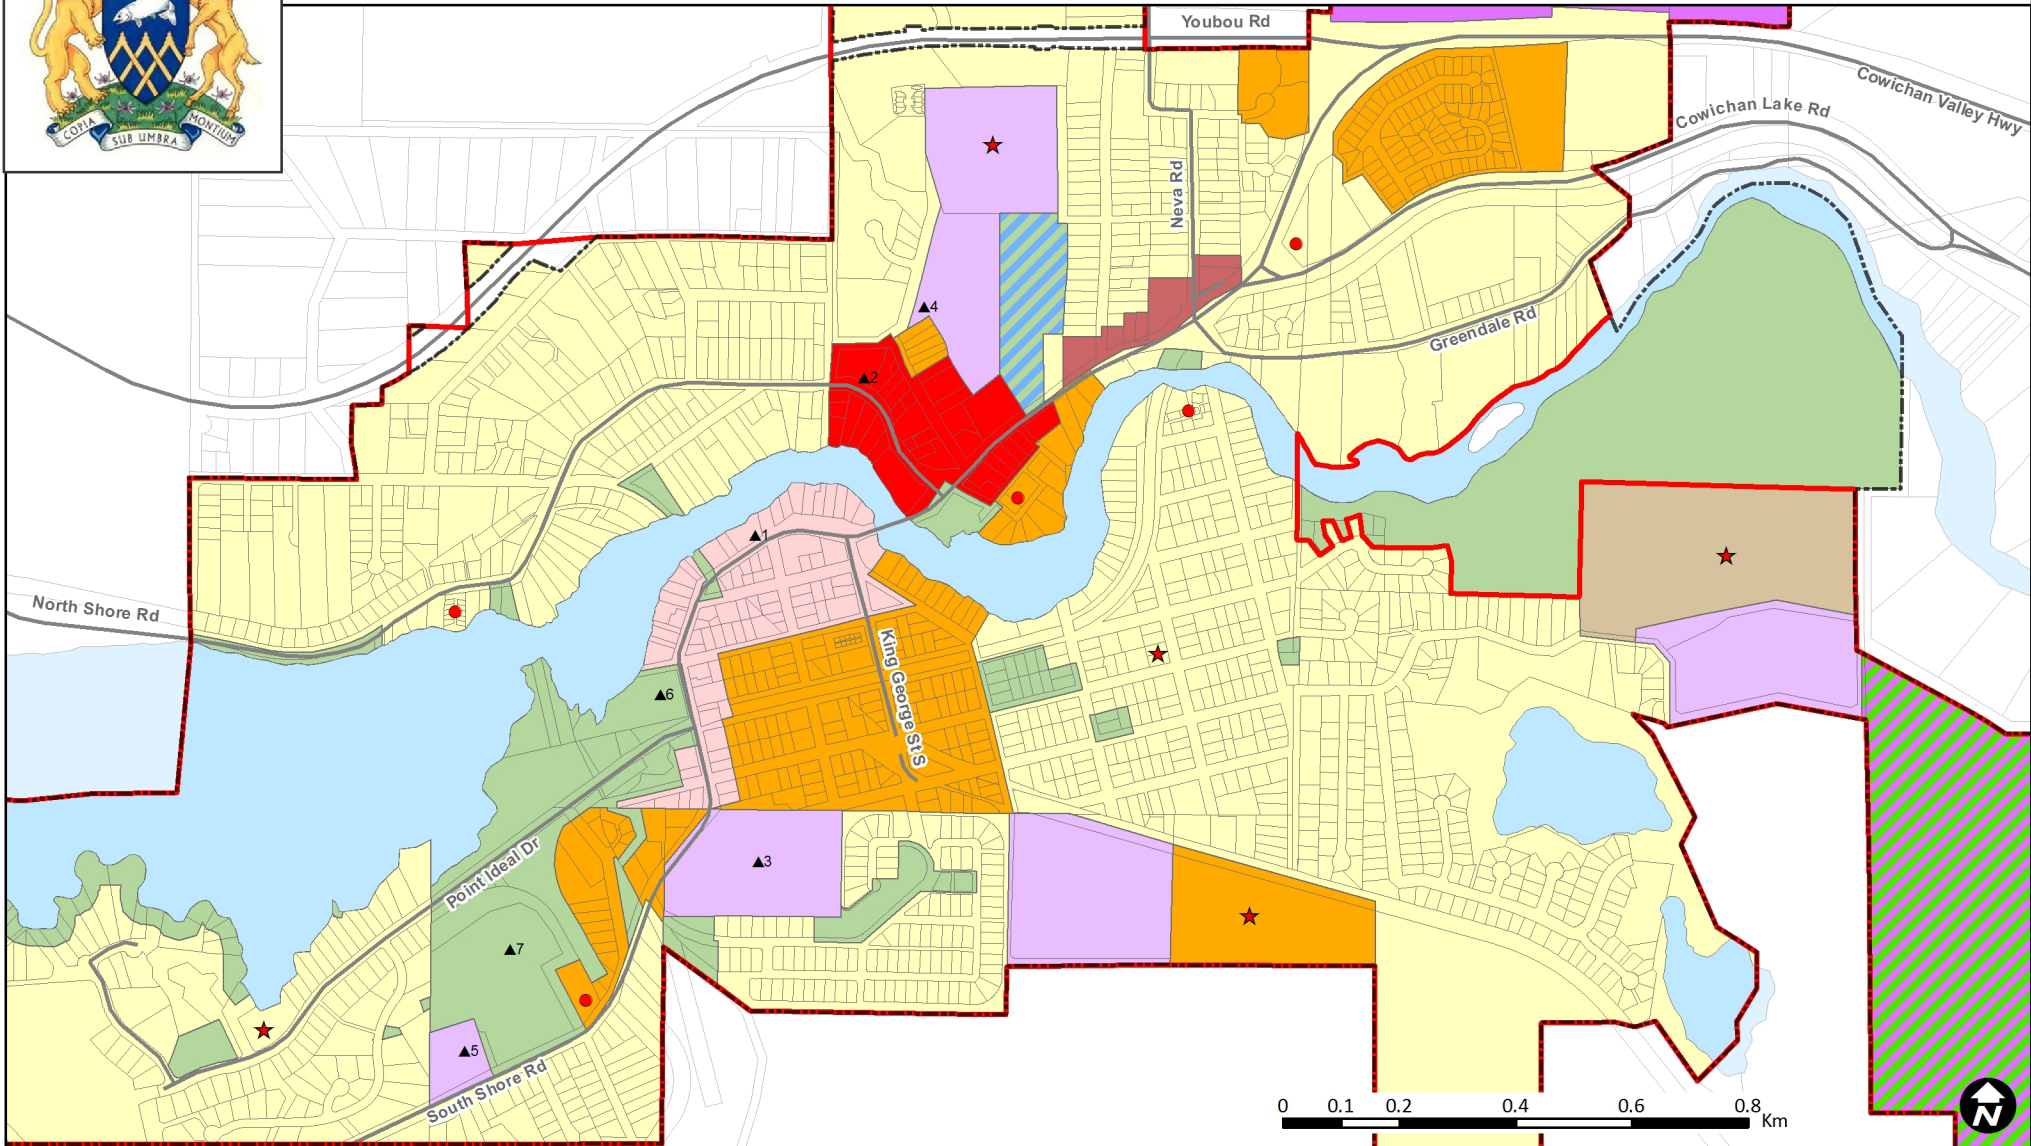 COPIA
SUB UMBRA
MONTIUM
Youbou Rd
Cowichan Valley Hwy
Cowichan Lake Rd
Neva Rd
4
Greendale Rd
2
1
North Shore Rd
King George St S
6
Point Ideal Dr
3
7
5
South Shore Rd
0 0.1 0.2 0.4 0.6 0.8
Km
N